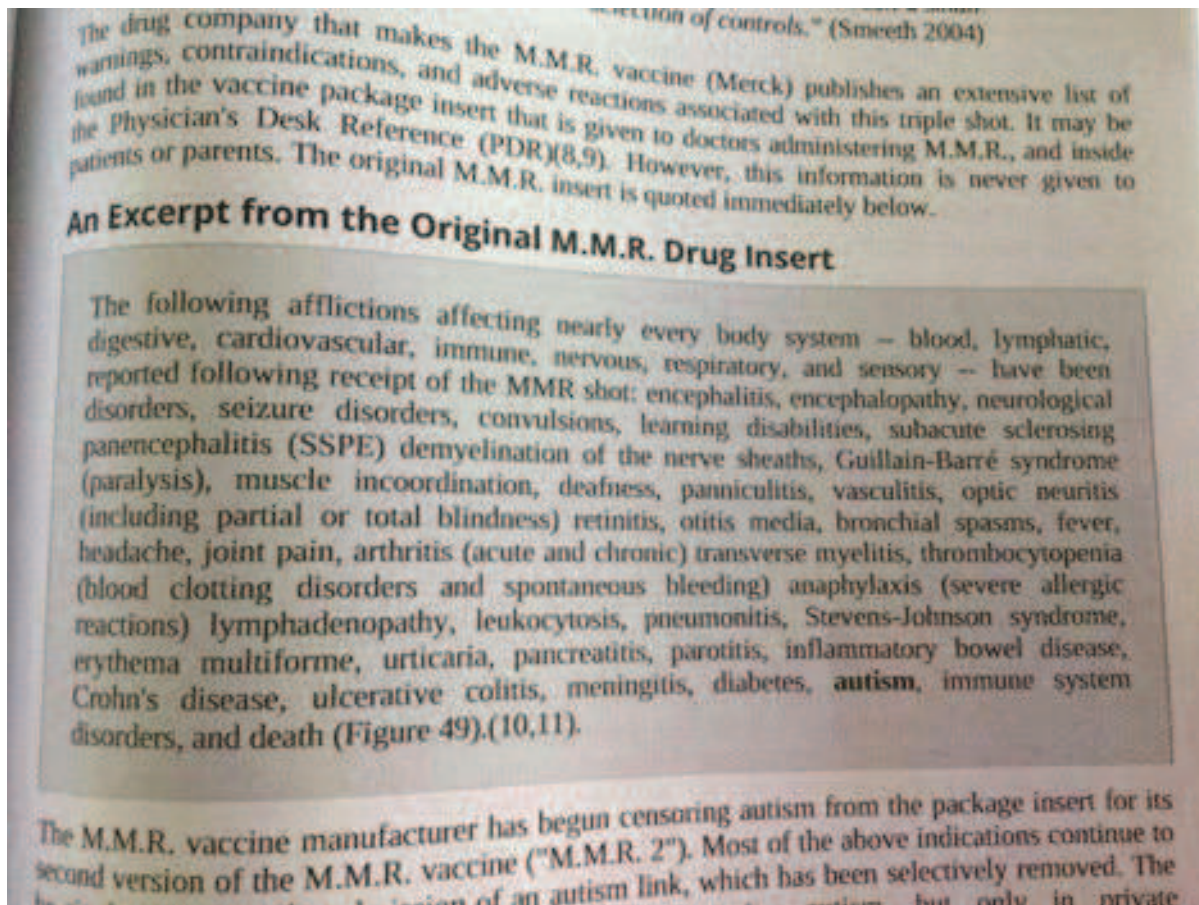 of controls." (Smeeth 2004)
The drug company that makes the M.M.R. vaccine (Merck) publishes an extensive list of
warnings, contraindications, and adverse reactions associated with this triple shot. It may be
found in the vaccine package insert that is given to doctors administering M.M.R., and inside
the Physician's Desk Reference (PDR)(8,9). However, this information is never given to
patients or parents. The original M.M.R. insert is quoted immediately below.
An Excerpt from the Original M.M.R. Drug Insert
The following afflictions affecting nearly every body system – blood, lymphatic,
digestive, cardiovascular, immune, nervous, respiratory, and sensory – have been
reported following receipt of the MMR shot: encephalitis, encephalopathy, neurological
disorders, seizure disorders, convulsions, learning disabilities, subacute sclerosing
panencephalitis (SSPE) demyelination of the nerve sheaths, Guillain-Barré syndrome
(paralysis), muscle incoordination, deafness, panniculitis, vasculitis, optic neuritis
(including partial or total blindness) retinitis, otitis media, bronchial spasms, fever,
headache, joint pain, arthritis (acute and chronic) transverse myelitis, thrombocytopenia
(blood clotting disorders and spontaneous bleeding) anaphylaxis (severe allergic
reactions) lymphadenopathy, leukocytosis, pneumonitis, Stevens-Johnson syndrome,
erythema multiforme, urticaria, pancreatitis, parotitis, inflammatory bowel disease,
Crohn's disease, ulcerative colitis, meningitis, diabetes, autism, immune system
disorders, and death (Figure 49).(10,11).
The M.M.R. vaccine manufacturer has begun censoring autism from the package insert for its
second version of the M.M.R. vaccine ("M.M.R. 2"). Most of the above indications continue to
of an autism link, which has been selectively removed. The
but only in private